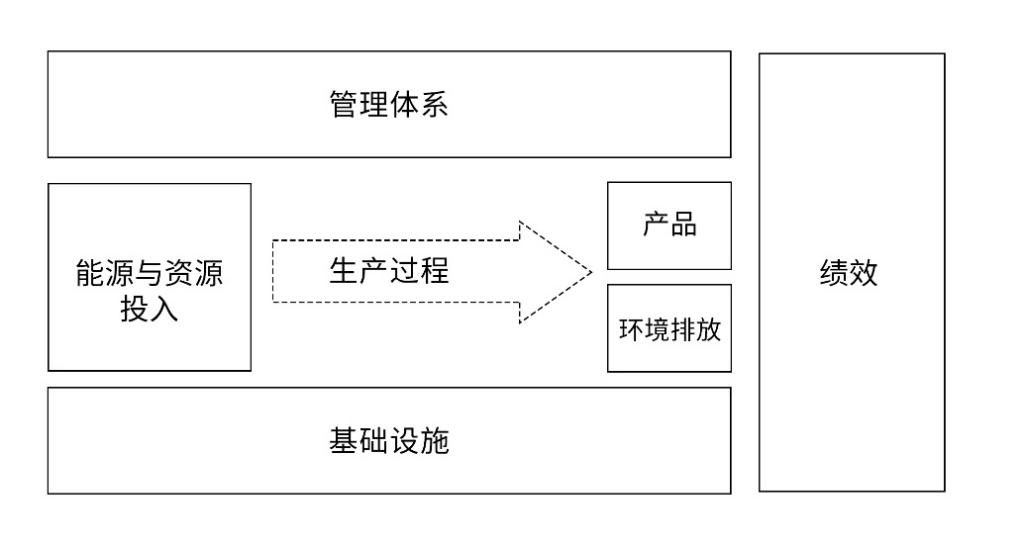 管理体系
能源与资源
投入
生产过程
产品
环境排放
绩效
基础设施